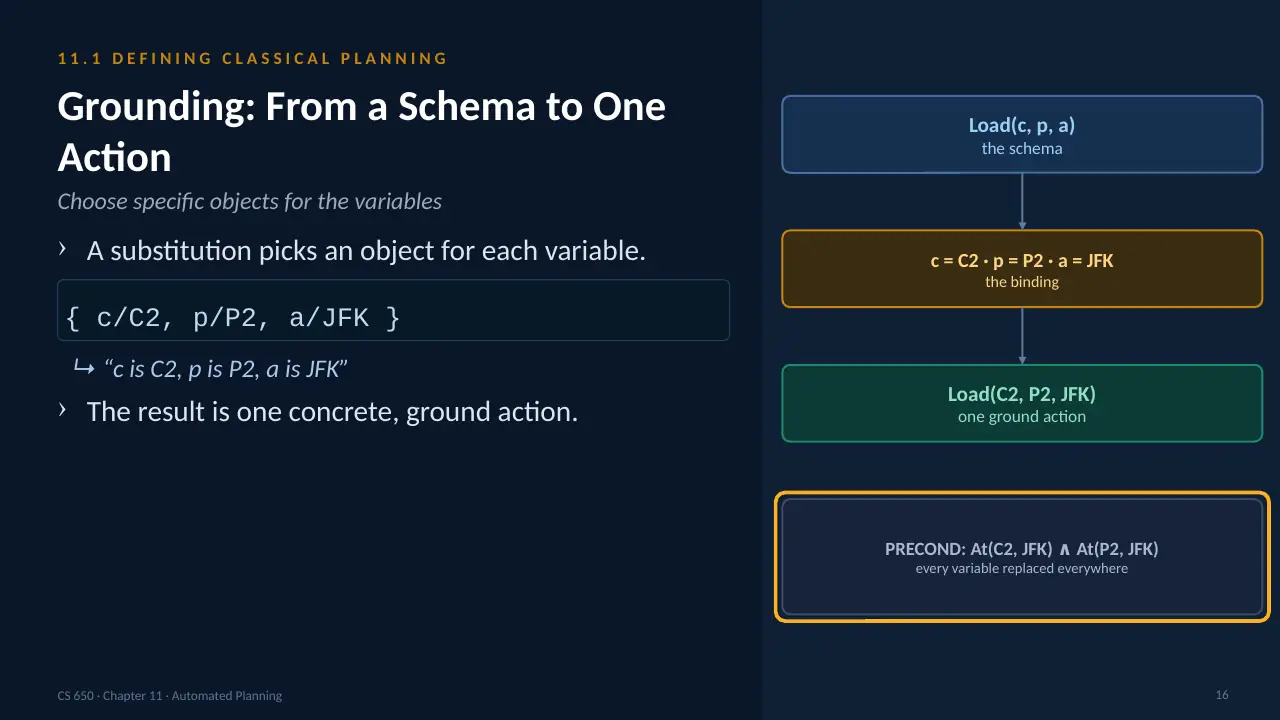 11.1 DEFINING CLASSICAL PLANNING
Grounding: From a Schema to One
Action
Choose specific objects for the variables
› A substitution picks an object for each variable.
{ c/C2, p/P2, a/JFK }
↪ “c is C2, p is P2, a is JFK”
› The result is one concrete, ground action.
Load(c, p, a)
the schema
c = C2 · p = P2 · a = JFK
the binding
Load(C2, P2, JFK)
one ground action
PRECOND: At(C2, JFK) ∧ At(P2, JFK)
every variable replaced everywhere
CS 650 · Chapter 11 · Automated Planning
16